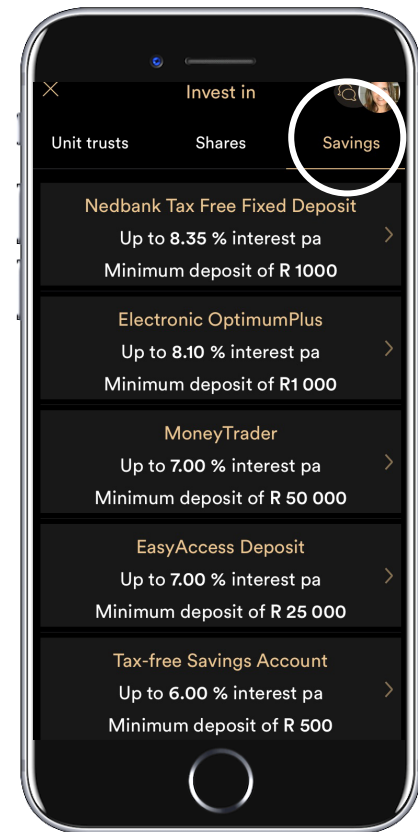 Invest in
Unit trusts
Shares
Savings
Nedbank Tax Free Fixed Deposit
Up to 8.35 % interest pa
Minimum deposit of R 1000
Electronic OptimumPlus
Up to 8.10 % interest pa
Minimum deposit of R1 000
MoneyTrader
Up to 7.00 % interest pa
Minimum deposit of R 50 000
EasyAccess Deposit
Up to 7.00 % interest pa
Minimum deposit of R 25 000
Tax-free Savings Account
Up to 6.00 % interest pa
Minimum deposit of R 500